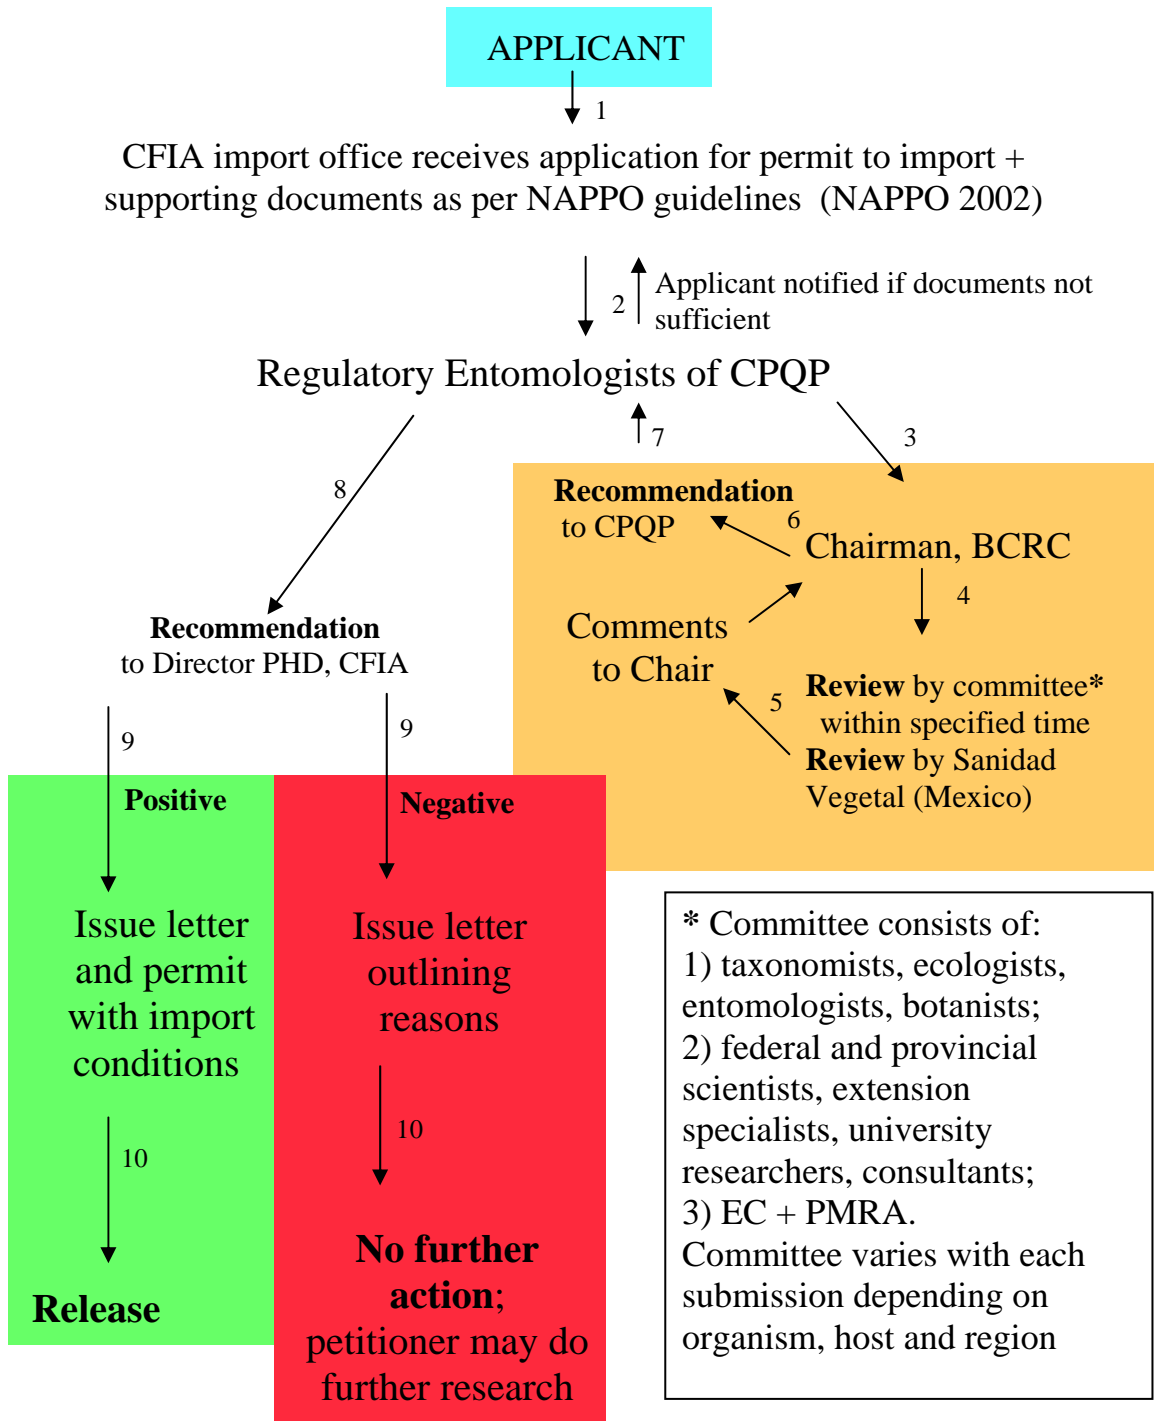 APPLICANT
1
CFIA import office receives application for permit to import +
supporting documents as per NAPPO guidelines (NAPPO 2002)
2
Applicant notified if documents not
sufficient
Regulatory Entomologists of CPQP
7
3
8
Recommendation
to CPQP
6
Chairman, BCRC
4
Comments
to Chair
5
Review by committee*
within specified time
Review by Sanidad
Vegetal (Mexico)
Recommendation
to Director PHD, CFIA
9
9
Positive
Negative
Issue letter
and permit
with import
conditions
10
Release
Issue letter
outlining
reasons
10
No further
action;
petitioner may do
further research
* Committee consists of:
1) taxonomists, ecologists,
entomologists, botanists;
2) federal and provincial
scientists, extension
specialists, university
researchers, consultants;
3) EC + PMRA.
Committee varies with each
submission depending on
organism, host and region